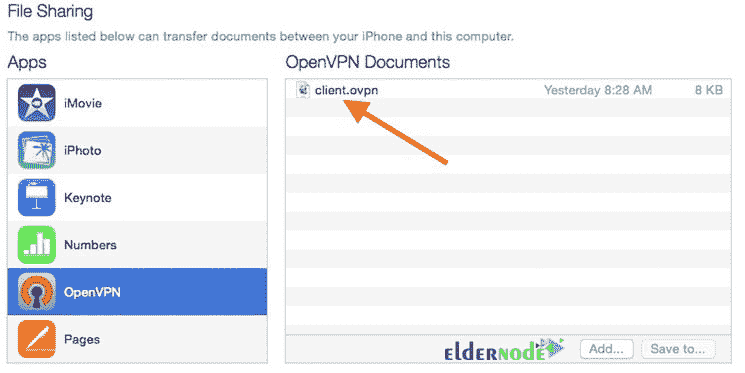 File Sharing
The apps listed below can transfer documents between your iPhone and this computer.
Apps
iMovie
iPhoto
Keynote
Numbers
OpenVPN
Pages
OpenVPN Documents
client.ovpn Yesterday 8:28 AM 8 KB
elderNode
Add...
Save to...